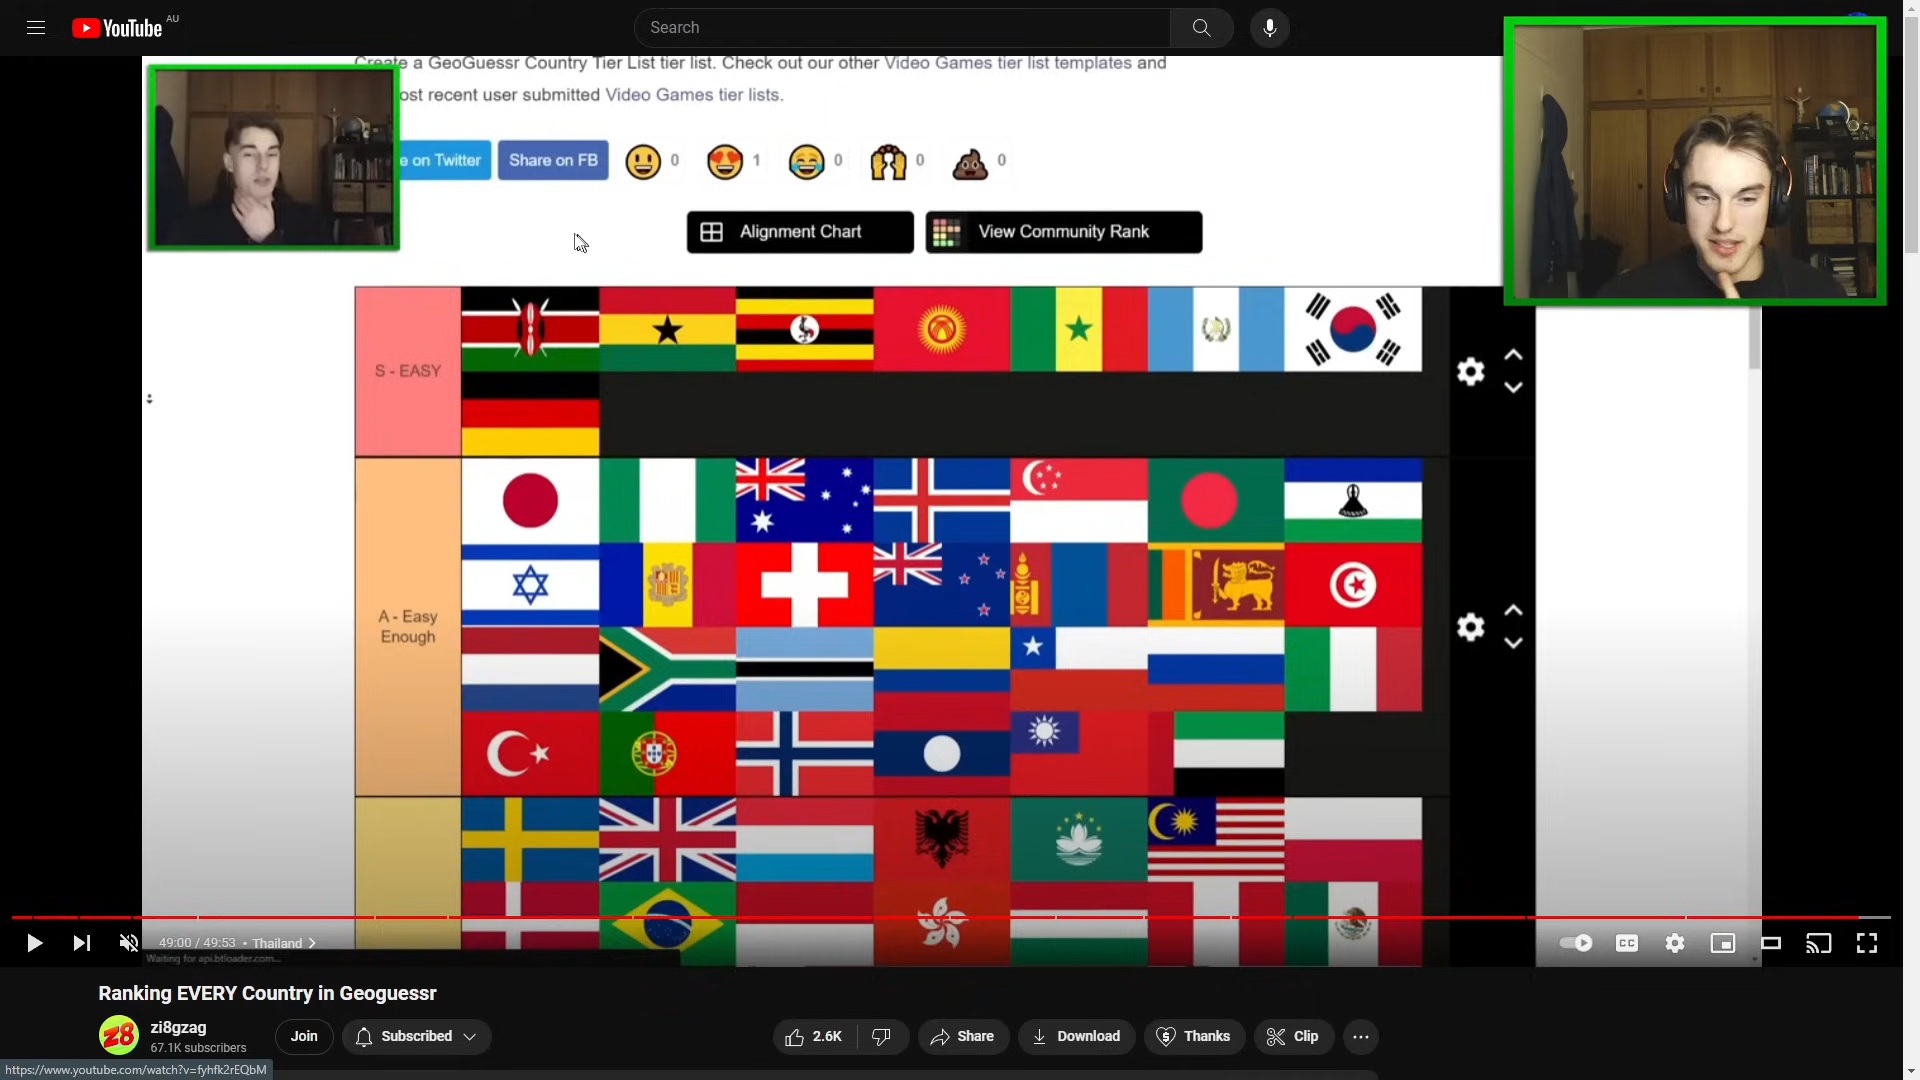 YouTube AU
Search
Create a GeoGuessr Country Tier List tier list. Check out our other Video Games tier list templates and
ost recent user submitted Video Games tier lists.
e on Twitter
Share on FB
0
1
0
0
0
Alignment Chart
View Community Rank
S - EASY
A - Easy
Enough
49:00 / 49:53 • Thailand
Waiting for api.btloader.com...
CC
Ranking EVERY Country in Geoguessr
Z8
zi8gzag
67.1K subscribers
Join
Subscribed
2.6K
Share
Download
Thanks
Clip
https://www.youtube.com/watch?v=fyhfk2rEQbM